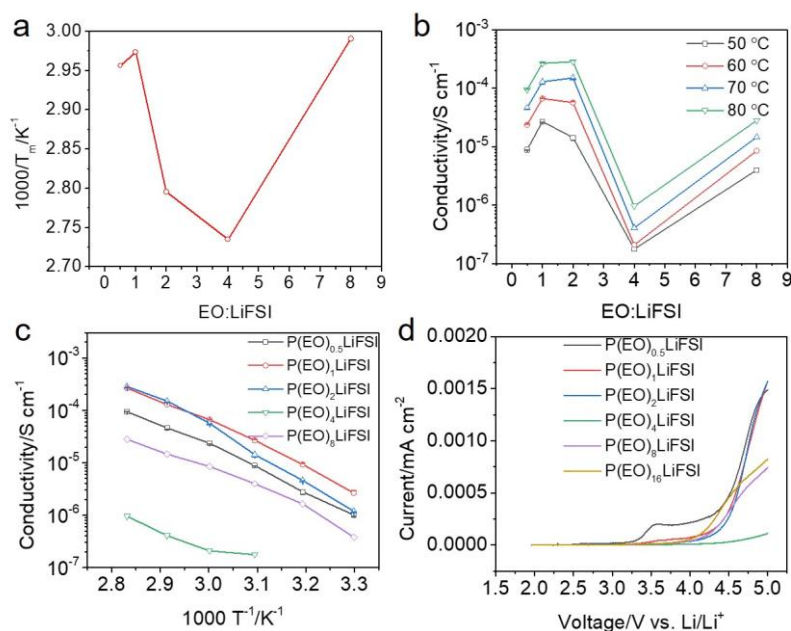 a
3.00
2.95
2.90
2.85
2.80
2.75
2.70
1000/Tₘ/K⁻¹
0 1 2 3 4 5 6 7 8 9
EO:LiFSI
b
10⁻³
10⁻⁴
10⁻⁵
10⁻⁶
10⁻⁷
Conductivity/S cm⁻¹
50 °C
60 °C
70 °C
80 °C
0 1 2 3 4 5 6 7 8 9
EO:LiFSI
c
10⁻³
10⁻⁴
10⁻⁵
10⁻⁶
10⁻⁷
Conductivity/S cm⁻¹
P(EO)₀.₅LiFSI
P(EO)₁LiFSI
P(EO)₂LiFSI
P(EO)₄LiFSI
P(EO)₈LiFSI
2.8 2.9 3.0 3.1 3.2 3.3
1000 T⁻¹/K⁻¹
d
0.0020
0.0015
0.0010
0.0005
0.0000
Current/mA cm⁻²
P(EO)₀.₅LiFSI
P(EO)₁LiFSI
P(EO)₂LiFSI
P(EO)₄LiFSI
P(EO)₈LiFSI
P(EO)₁₆LiFSI
1.5 2.0 2.5 3.0 3.5 4.0 4.5 5.0
Voltage/V vs. Li/Li⁺